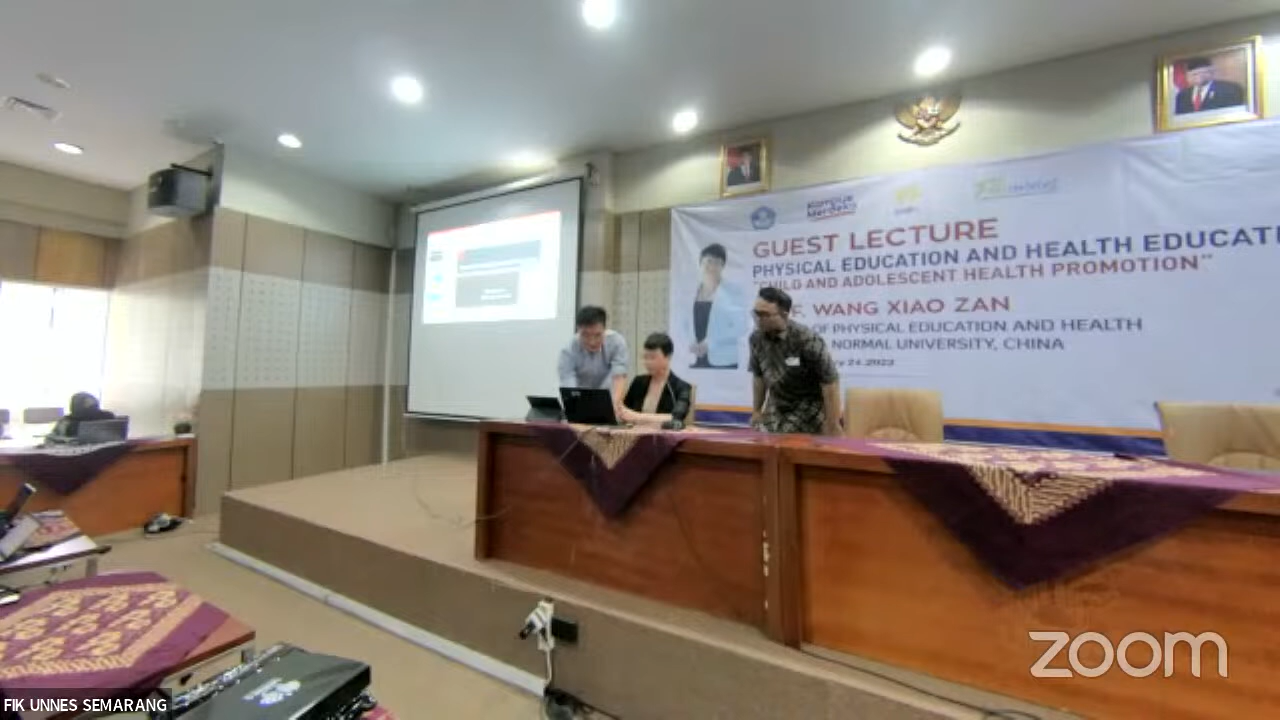 Kampus
Merdeka
GUEST LECTURE
PHYSICAL EDUCATION AND HEALTH EDUCATI
"CHILD AND ADOLESCENT HEALTH PROMOTION"
F. WANG XIAO ZAN
OF PHYSICAL EDUCATION AND HEALTH
NORMAL UNIVERSITY, CHINA
24.2023
zoom
FIK UNNES SEMARANG